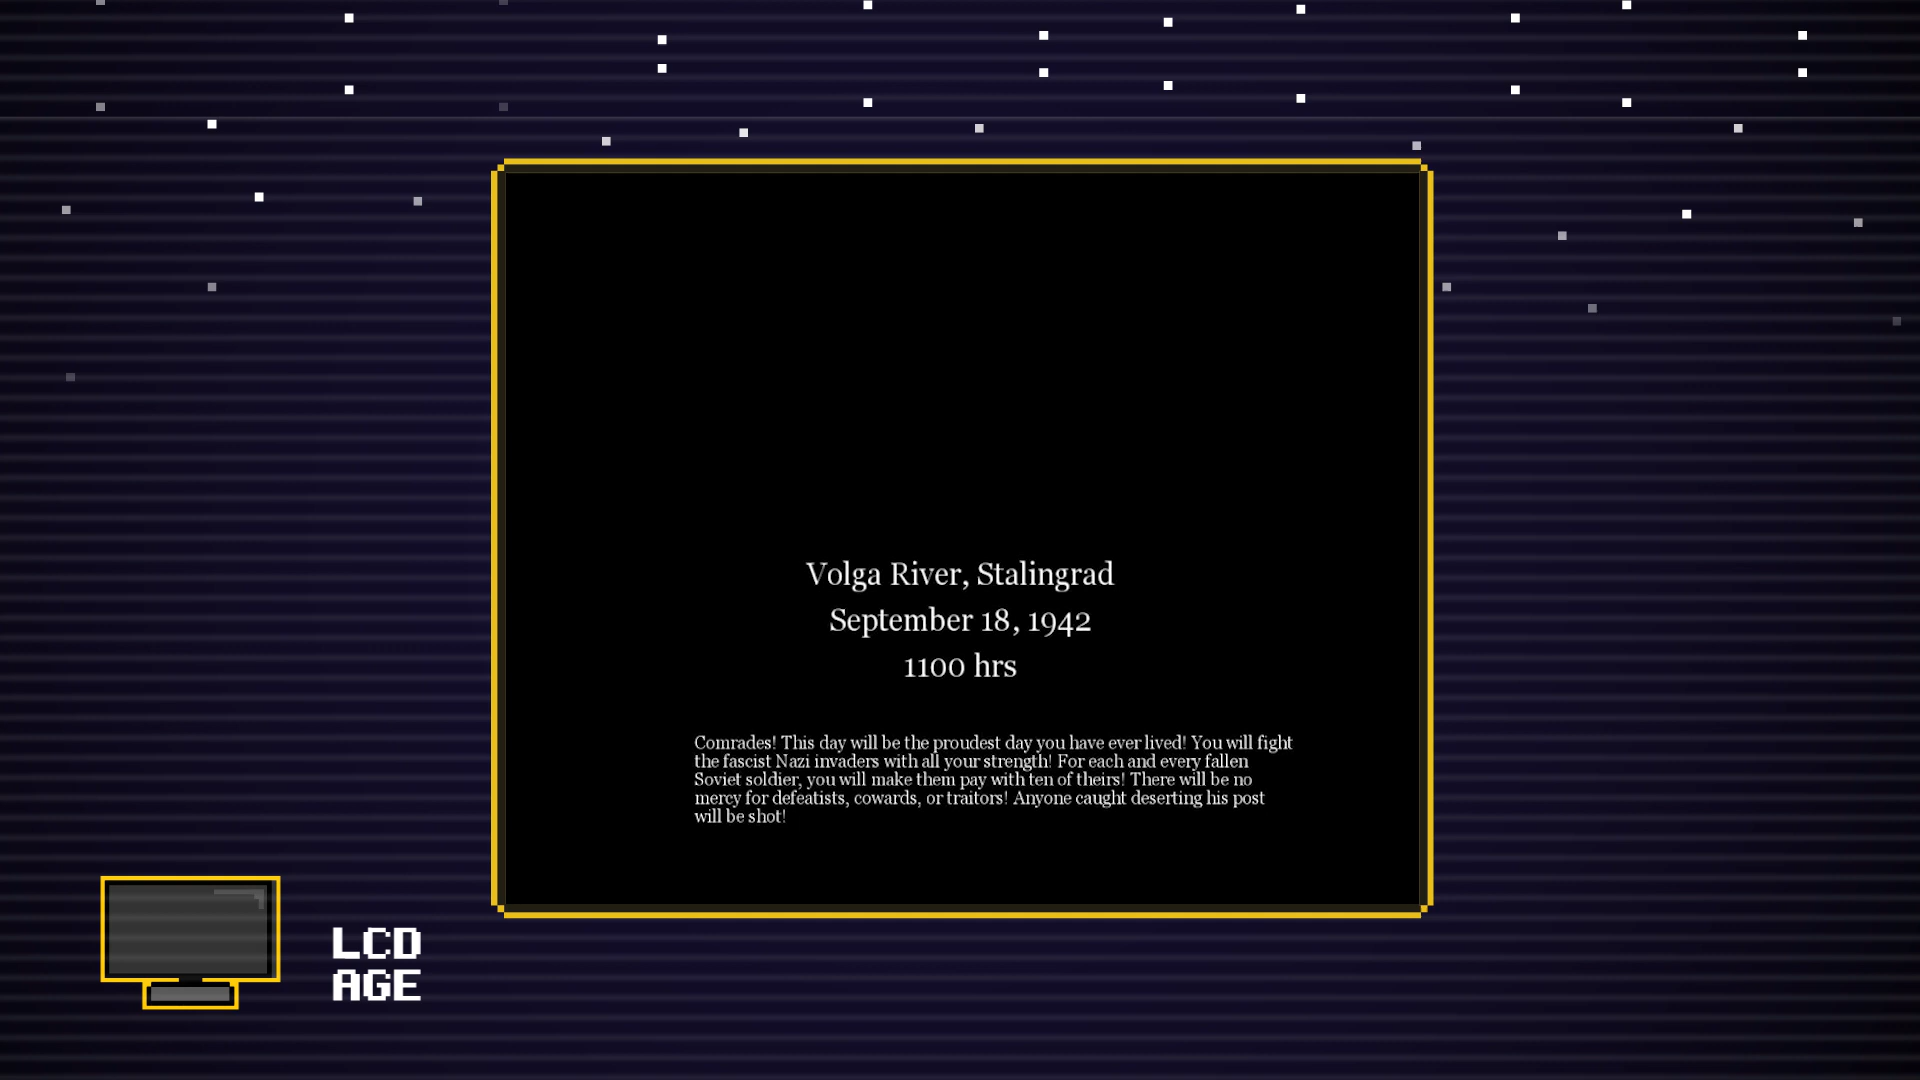 Volga River, Stalingrad
September 18, 1942
1100 hrs
Comrades! This day will be the proudest day you have ever lived! You will fight
the fascist Nazi invaders with all your strength! For each and every fallen
Soviet soldier, you will make them pay with ten of theirs! There will be no
mercy for defeatists, cowards, or traitors! Anyone caught deserting his post
will be shot!
LCD
AGE